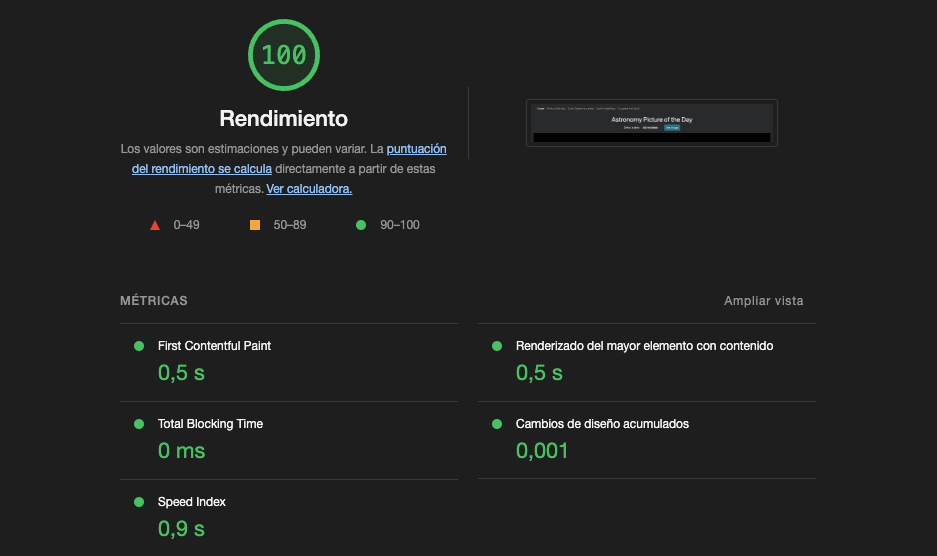 100
Rendimiento
Los valores son estimaciones y pueden variar. La puntuación
del rendimiento se calcula directamente a partir de estas
métricas. Ver calculadora.
0–49
50–89
90–100
Astronomy Picture of the Day
MÉTRICAS
Ampliar vista
First Contentful Paint
0,5 s
Renderizado del mayor elemento con contenido
0,5 s
Total Blocking Time
0 ms
Cambios de diseño acumulados
0,001
Speed Index
0,9 s